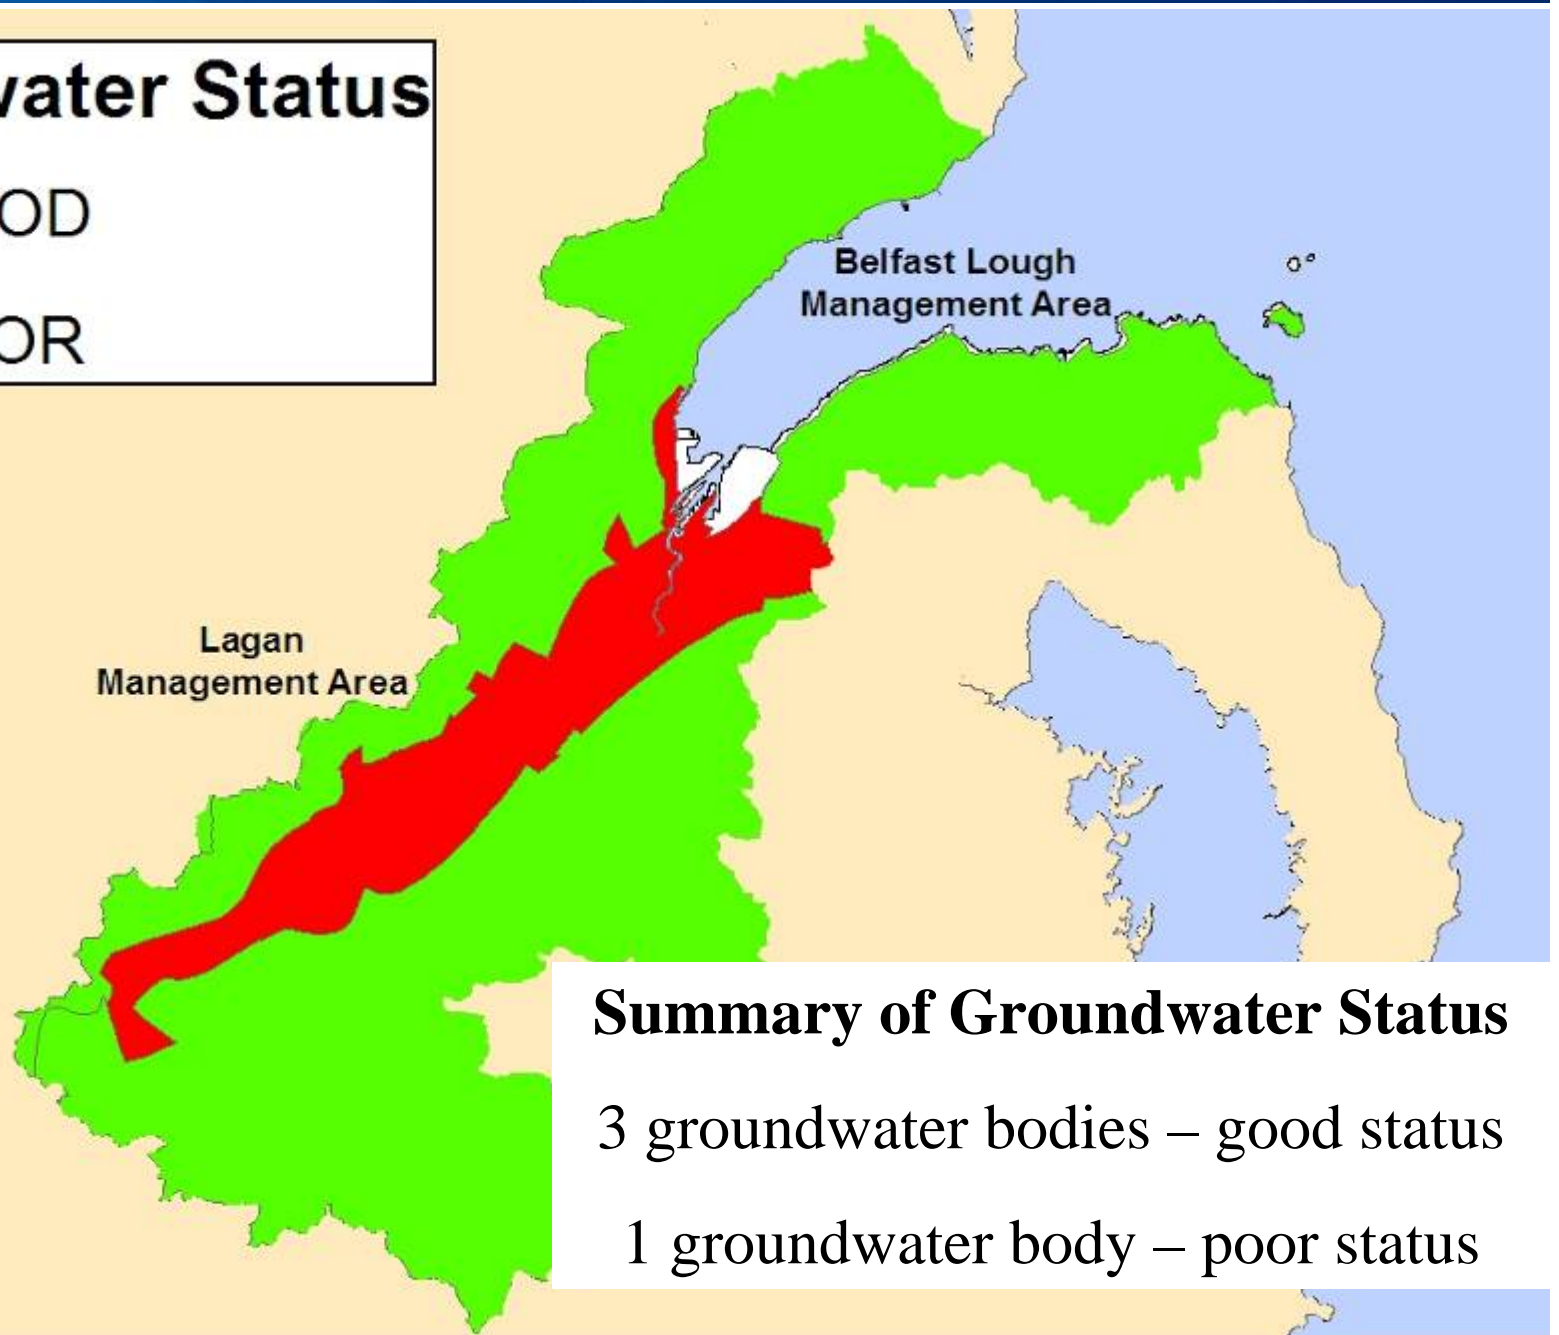 water Status
OD
OR
Belfast Lough
Management Area
Lagan
Management Area
Summary of Groundwater Status
3 groundwater bodies – good status
1 groundwater body – poor status